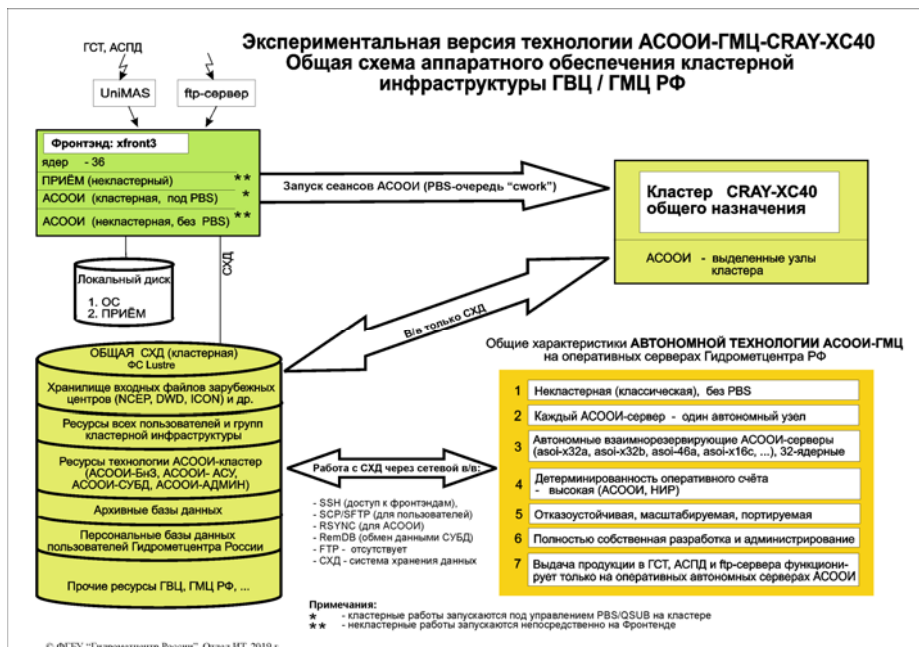 ГСТ, АСПД
UniMAS
ftp-сервер
Экспериментальная версия технологии АСООИ-ГМЦ-CRAY-XC40
Общая схема аппаратного обеспечения кластерной
инфраструктуры ГВЦ / ГМЦ РФ
Фронтэнд: xfront3
ядер - 36
ПРИЁМ (некластерный) **
АСООИ (кластерная, под PBS) *
АСООИ (некластерная, без PBS) **
Запуск сеансов АСООИ (PBS-очередь “cwork”)
Кластер CRAY-XC40
общего назначения
АСООИ - выделенные узлы
кластера
СХД
Локальный диск
1. ОС
2. ПРИЁМ
В/в только СХД
ОБЩАЯ СХД (кластерная)
ФС Lustre
Хранилище входных файлов зарубежных
центров (NCEP, DWD, ICON) и др.
Ресурсы всех пользователей и групп
кластерной инфраструктуры
Ресурсы технологии АСООИ-кластер
(АСООИ-БнЗ, АСООИ- АСУ,
АСООИ-СУБД, АСООИ-АДМИН)
Архивные базы данных
Персональные базы данных
пользователей Гидрометцентра России
Прочие ресурсы ГВЦ, ГМЦ РФ, ...
Работа с СХД через сетевой в/в:
- SSH (доступ к фронтэндам),
- SCP/SFTP (для пользователей)
- RSYNC (для АСООИ)
- RemDB (обмен данными СУБД)
- FTP - отсутствует
- СХД - система хранения данных
Общие характеристики АВТОНОМНОЙ ТЕХНОЛОГИИ АСООИ-ГМЦ
на оперативных серверах Гидрометцентра РФ
1 Некластерная (классическая), без PBS
2 Каждый АСООИ-сервер - один автономный узел
3 Автономные взаимнорезервирующие АСООИ-серверы
(asoi-x32a, asoi-x32b, asoi-46a, asoi-x16c, ...), 32-ядерные
4 Детерминированность оперативного счёта
- высокая (АСООИ, НИР)
5 Отказоустойчивая, масштабируемая, портируемая
6 Полностью собственная разработка и администрирование
7 Выдача продукции в ГСТ, АСПД и ftp-сервера функциони-
рует только на оперативных автономных серверах АСООИ
Примечания:
* - кластерные работы запускаются под управлением PBS/QSUB на кластере
** - некластерные работы запускаются непосредственно на Фронтенде
© ФГБУ “Гидрометцентр России”, Отдел ИТ, 2019 г.